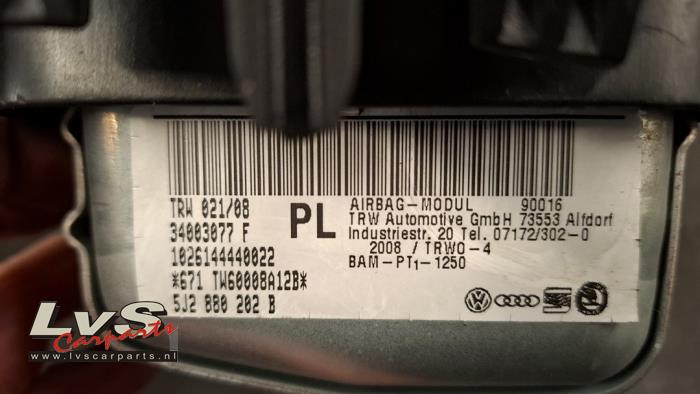 TRW 021/08
34003077 F
1026144440022
*671 TW60008A12B*
5J2 880 202 B
PL
AIRBAG-MODUL 90016
TRW Automotive GmbH 73553 Alfdorf
Industriestr. 20 Tel. 07172/302-0
2008 / TRWO-4
BAM-PT1-1250
LvS
Carparts
www.lvscarparts.nl